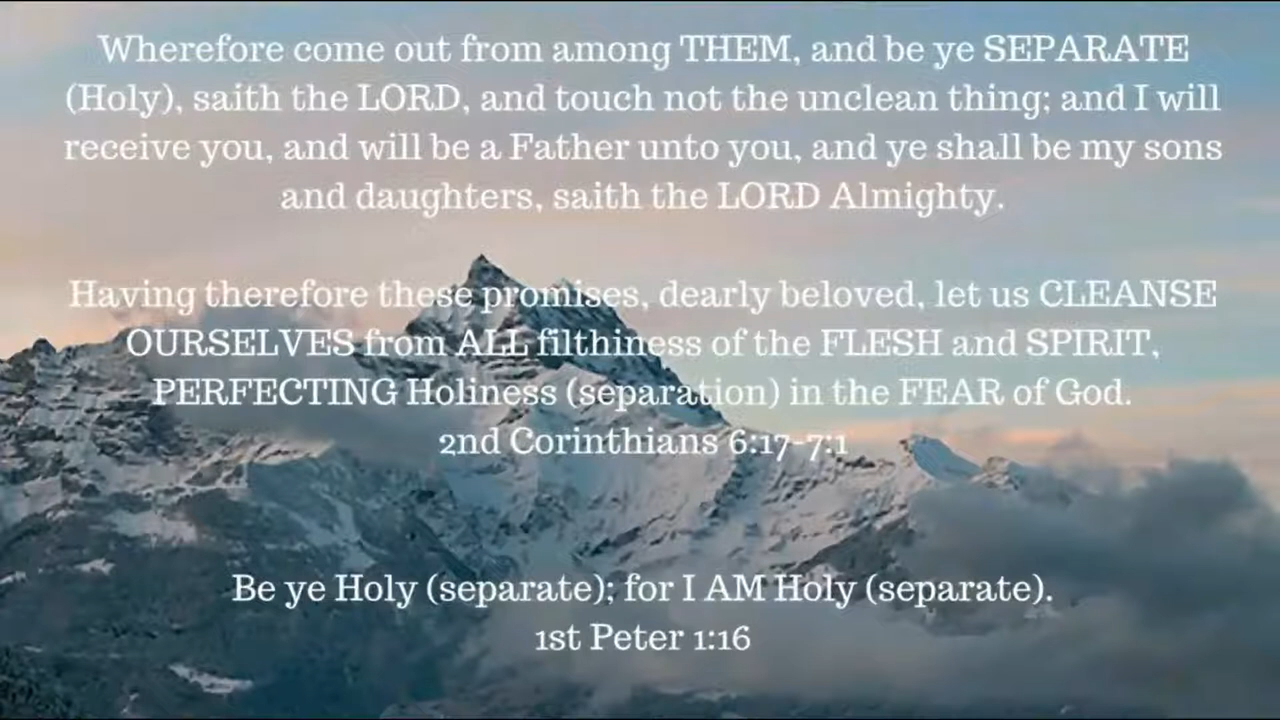 Wherefore come out from among THEM, and be ye SEPARATE
(Holy), saith the LORD, and touch not the unclean thing; and I will
receive you, and will be a Father unto you, and ye shall be my sons
and daughters, saith the LORD Almighty.
Having therefore these promises, dearly beloved, let us CLEANSE
OURSELVES from ALL filthiness of the FLESH and SPIRIT,
PERFECTING Holiness (separation) in the FEAR of God.
2nd Corinthians 6:17-7:1
Be ye Holy (separate); for I AM Holy (separate).
1st Peter 1:16